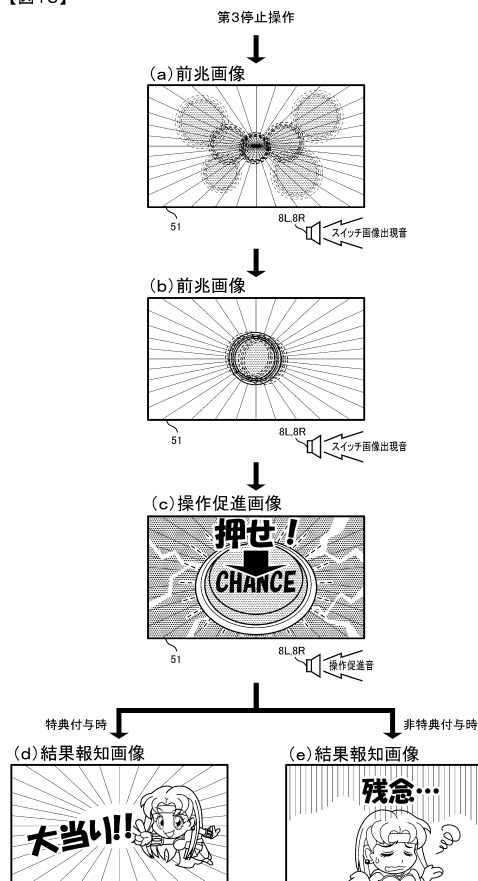 第3停止操作
(a)前兆画像
51
8L,8R
スイッチ画像出現音
(b)前兆画像
51
8L,8R
スイッチ画像出現音
(c)操作促進画像
押せ!
CHANCE
51
8L,8R
操作促進音
特典付与時
非特典付与時
(d)結果報知画像
(e)結果報知画像
大当り!!
残念…